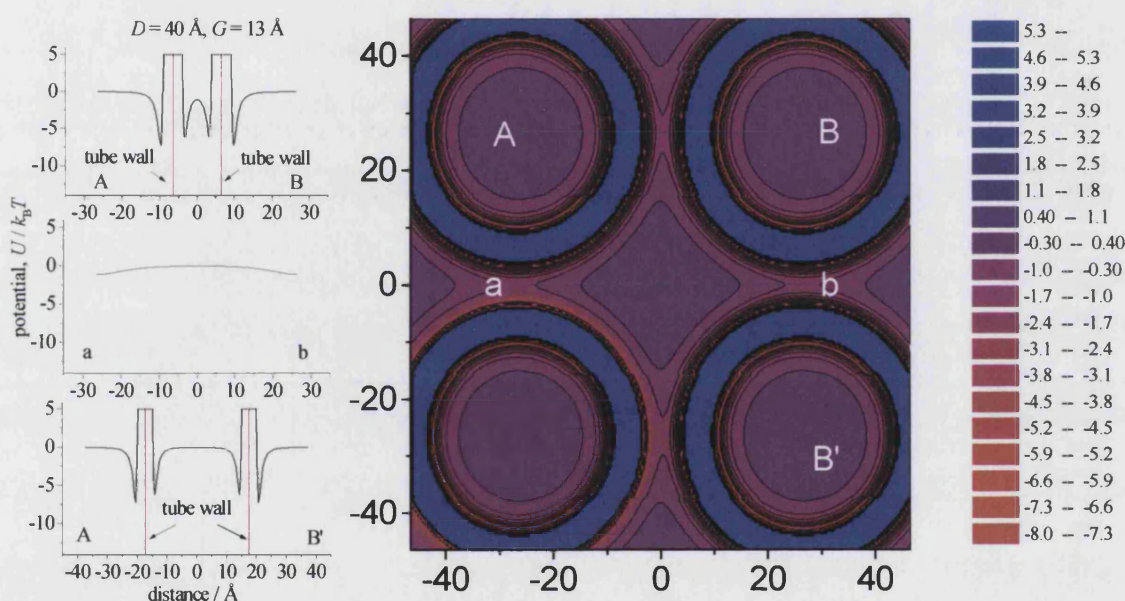 D = 40 Å, G = 13 Å
5
0
-5
-10
tube wall
tube wall
A
B
-30 -20 -10 0 10 20 30
potential, U / kBT
5
0
-5
-10
a
b
-30 -20 -10 0 10 20 30
5
0
-5
-10
tube wall
A
B'
-40 -30 -20 -10 0 10 20 30 40
distance / Å
40
20
0
-20
-40
A
B
a
b
B'
-40 -20 0 20 40
5.3 --
4.6 -- 5.3
3.9 -- 4.6
3.2 -- 3.9
2.5 -- 3.2
1.8 -- 2.5
1.1 -- 1.8
0.40 -- 1.1
-0.30 -- 0.40
-1.0 -- -0.30
-1.7 -- -1.0
-2.4 -- -1.7
-3.1 -- -2.4
-3.8 -- -3.1
-4.5 -- -3.8
-5.2 -- -4.5
-5.9 -- -5.2
-6.6 -- -5.9
-7.3 -- -6.6
-8.0 -- -7.3